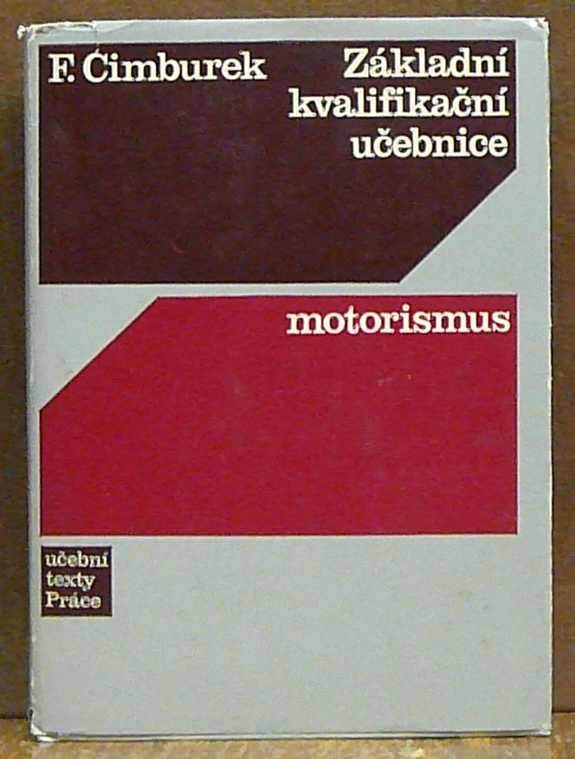 F. Cimburek
Základní
kvalifikační
učebnice
motorismus
učební
texty
Práce